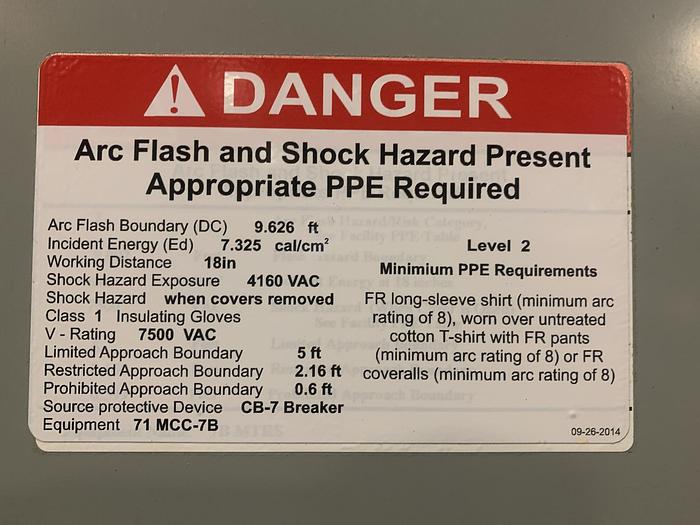 DANGER
Arc Flash and Shock Hazard Present
Appropriate PPE Required
Arc Flash Boundary (DC) 9.626 ft
Incident Energy (Ed) 7.325 cal/cm²
Working Distance 18in
Shock Hazard Exposure 4160 VAC
Shock Hazard when covers removed
Class 1 Insulating Gloves
V - Rating 7500 VAC
Limited Approach Boundary 5 ft
Restricted Approach Boundary 2.16 ft
Prohibited Approach Boundary 0.6 ft
Source protective Device CB-7 Breaker
Equipment 71 MCC-7B
Level 2
Minimum PPE Requirements
FR long-sleeve shirt (minimum arc
rating of 8), worn over untreated
cotton T-shirt with FR pants
(minimum arc rating of 8) or FR
coveralls (minimum arc rating of 8)
09-26-2014